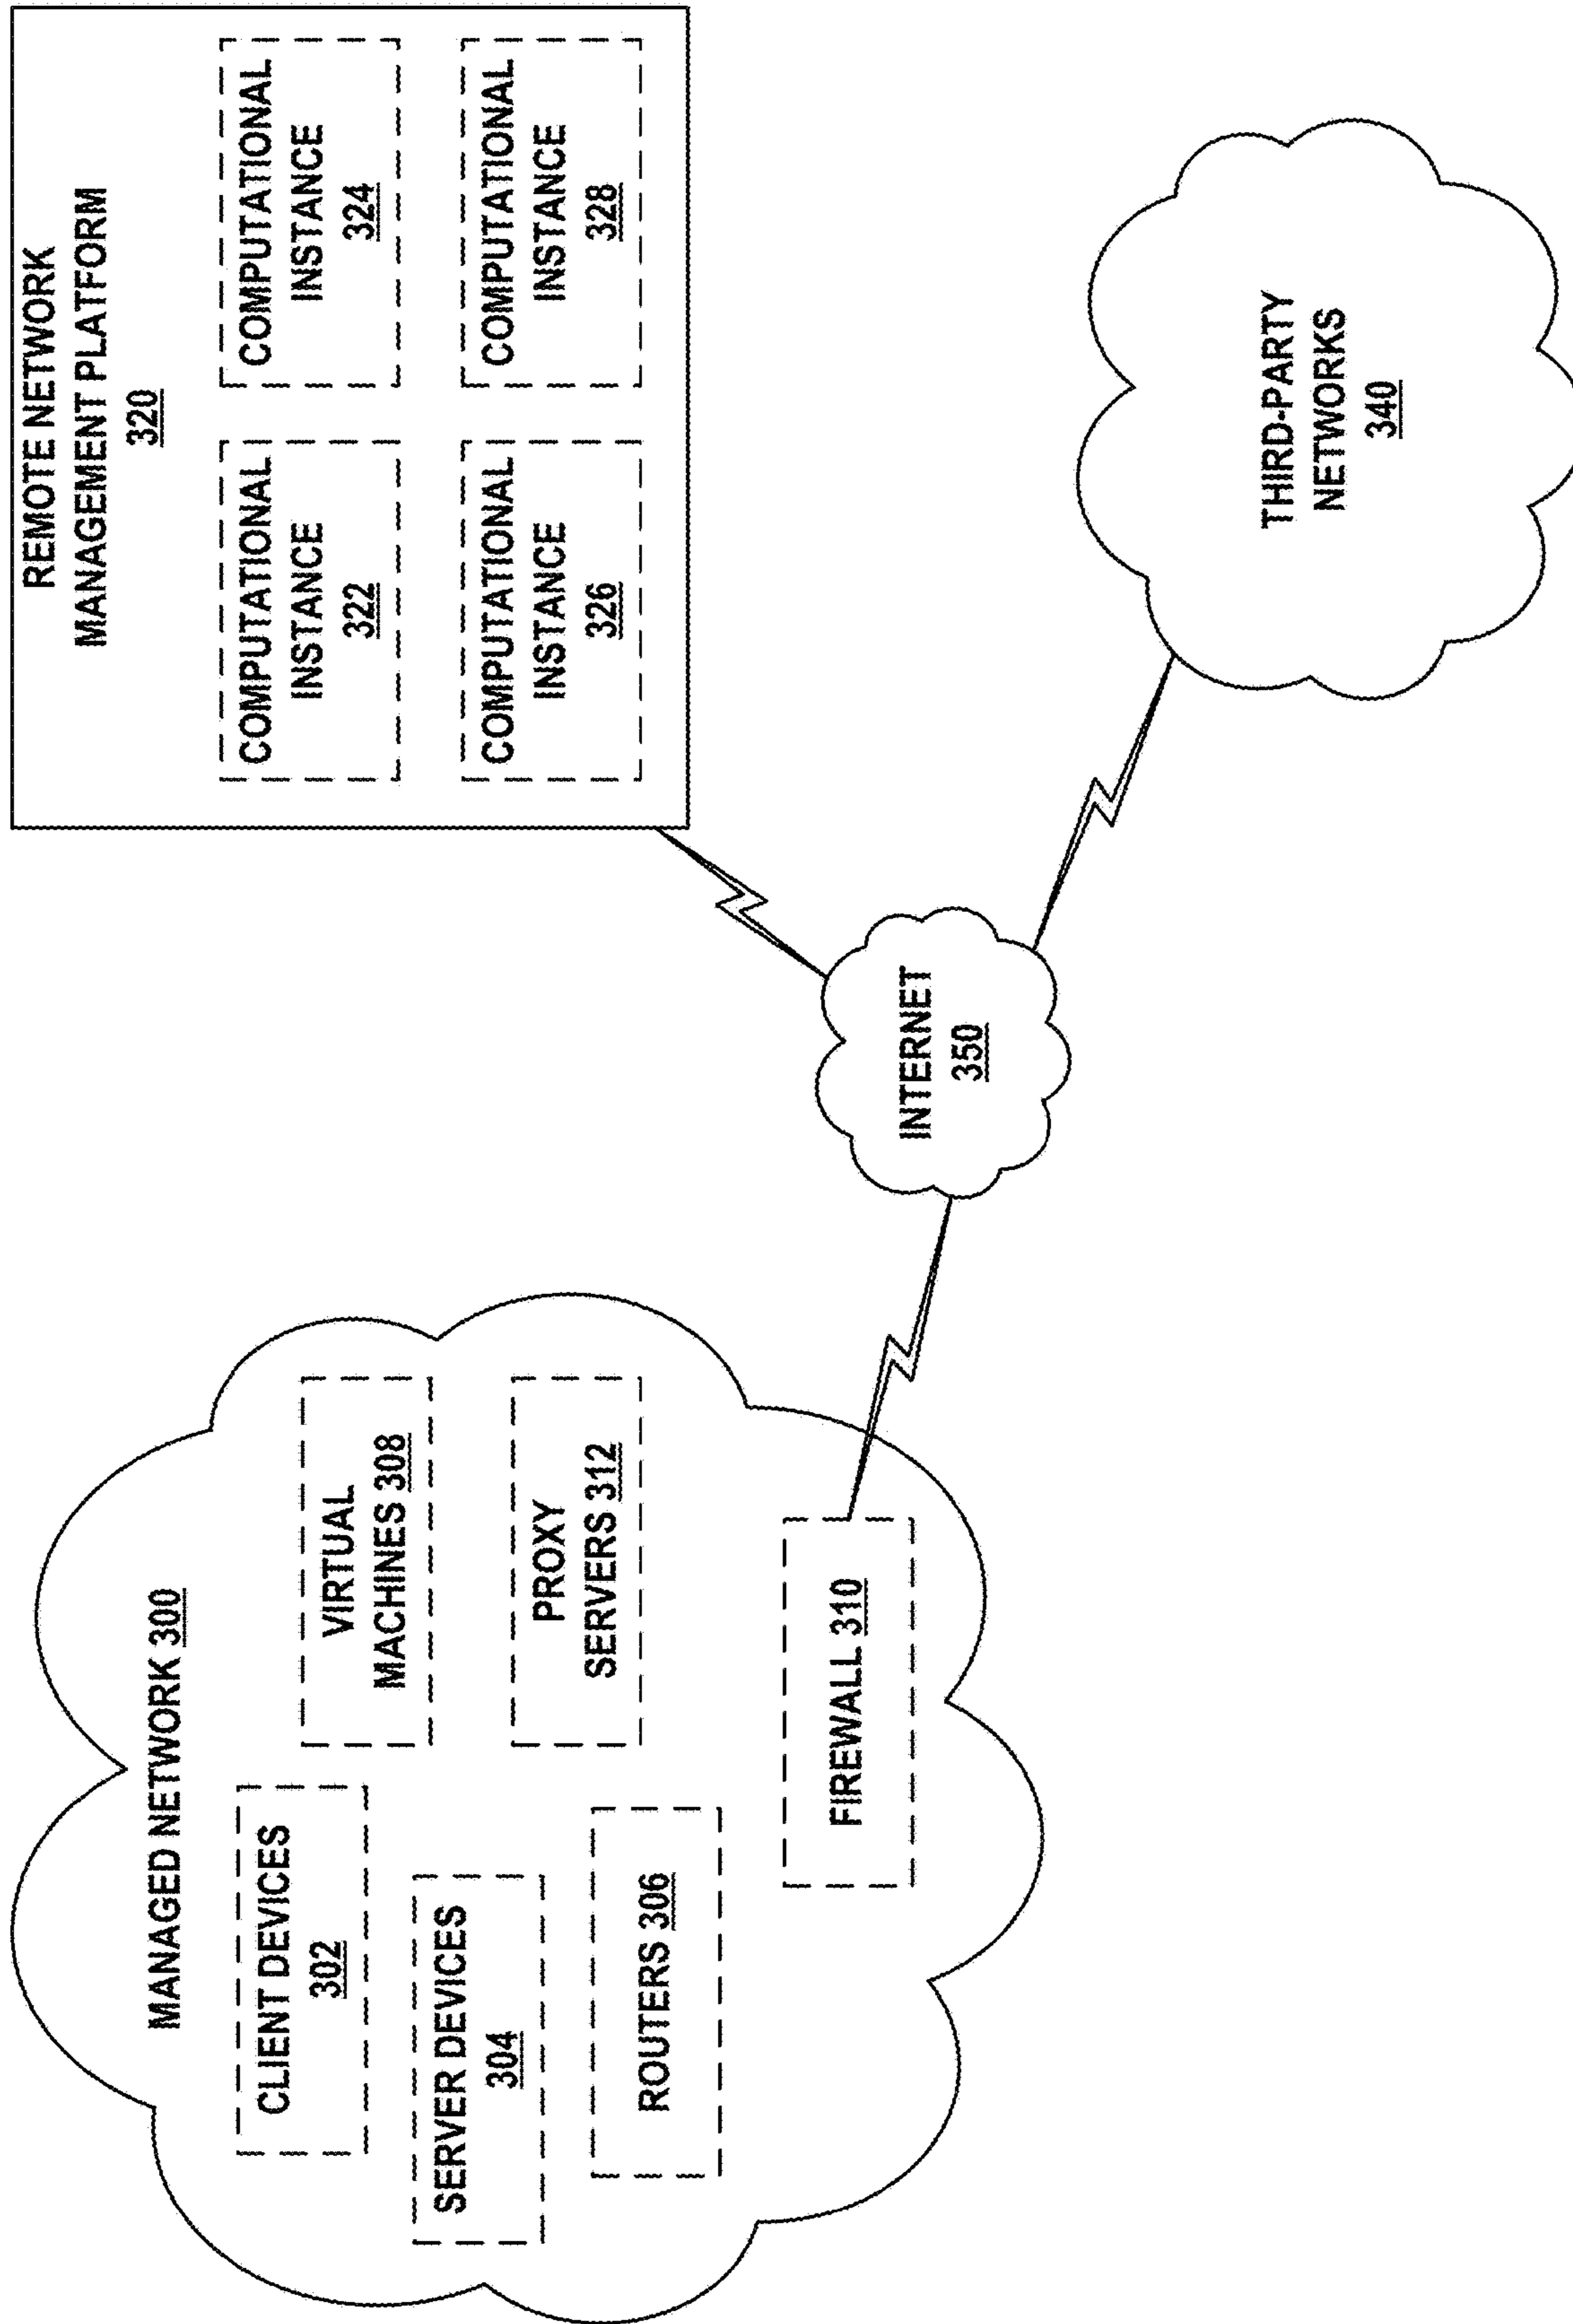 MANAGED NETWORK 300
CLIENT DEVICES
302
SERVER DEVICES
304
ROUTERS 306
VIRTUAL
MACHINES 308
PROXY
SERVERS 312
FIREWALL 310
INTERNET
350
REMOTE NETWORK
MANAGEMENT PLATFORM
320
COMPUTATIONAL
INSTANCE
322
COMPUTATIONAL
INSTANCE
324
COMPUTATIONAL
INSTANCE
326
COMPUTATIONAL
INSTANCE
328
THIRD-PARTY
NETWORKS
340